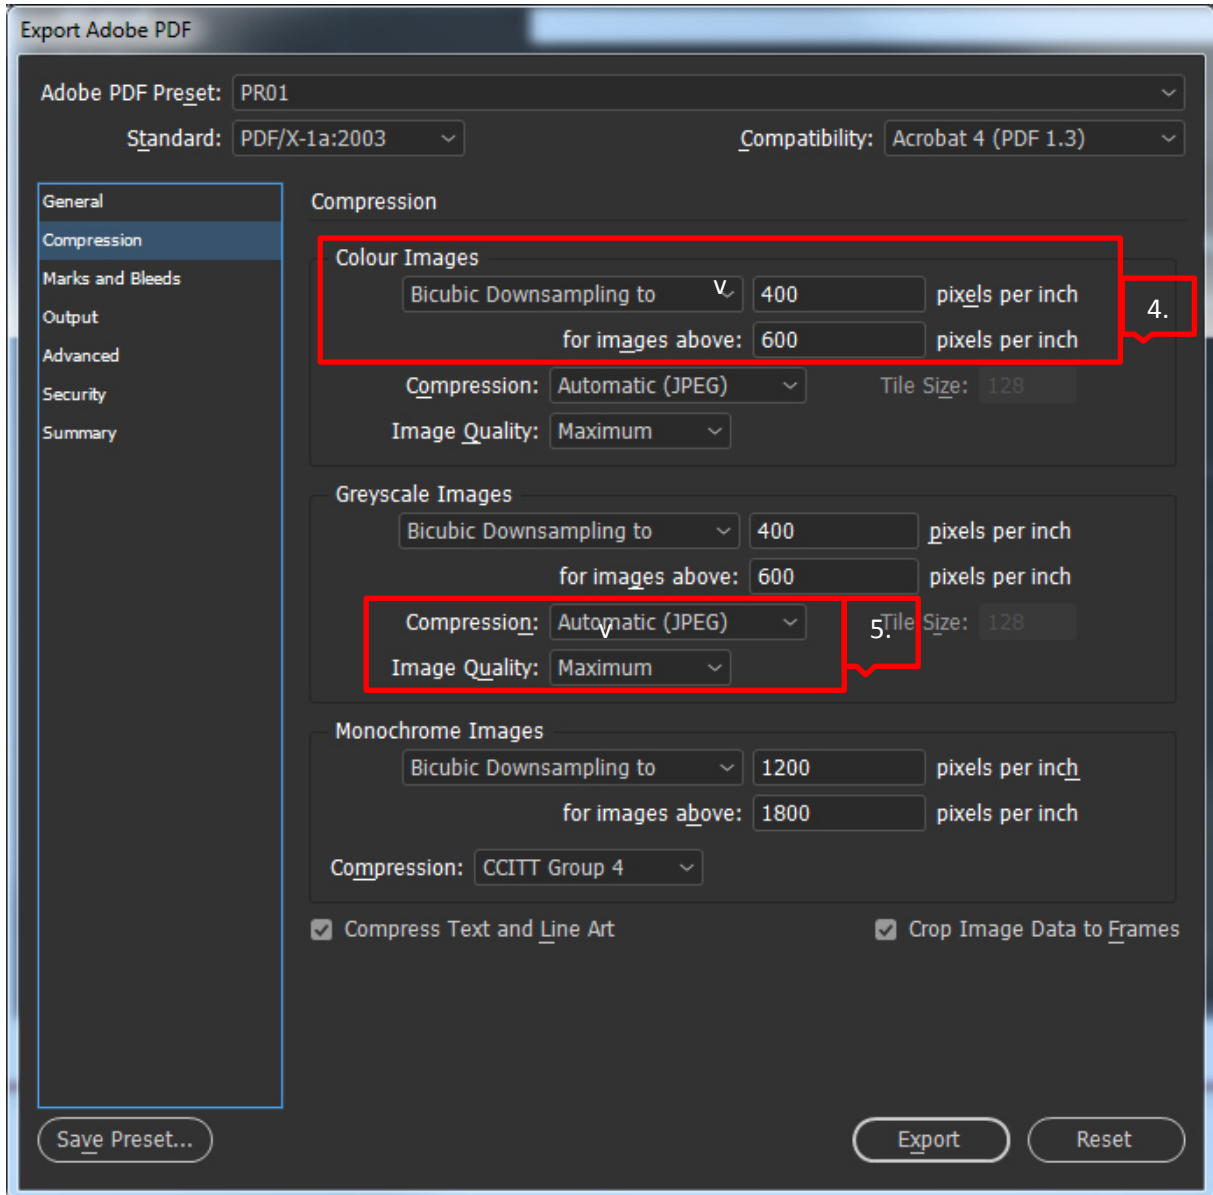 Export Adobe PDF
Adobe PDF Preset: PR01
Standard: PDF/X-1a:2003 Compatibility: Acrobat 4 (PDF 1.3)
General
Compression
Marks and Bleeds
Output
Advanced
Security
Summary
Compression
Colour Images
Bicubic Downsampling to v 400 pixels per inch
4.
for images above: 600 pixels per inch
Compression: Automatic (JPEG) Tile Size: 128
Image Quality: Maximum
Greyscale Images
Bicubic Downsampling to 400 pixels per inch
for images above: 600 pixels per inch
Compression: Automatic (JPEG) Tile Size: 128
v
5.
Image Quality: Maximum
Monochrome Images
Bicubic Downsampling to 1200 pixels per inch
for images above: 1800 pixels per inch
Compression: CCITT Group 4
Compress Text and Line Art Crop Image Data to Frames
Save Preset... Export Reset